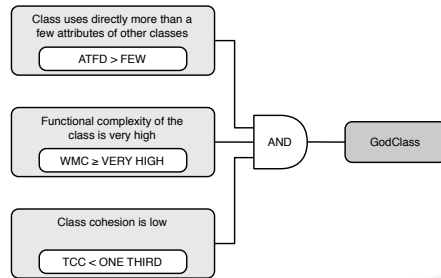 Class uses directly more than a
few attributes of other classes
ATFD > FEW
Functional complexity of the
class is very high
WMC ≥ VERY HIGH
AND
GodClass
Class cohesion is low
TCC < ONE THIRD